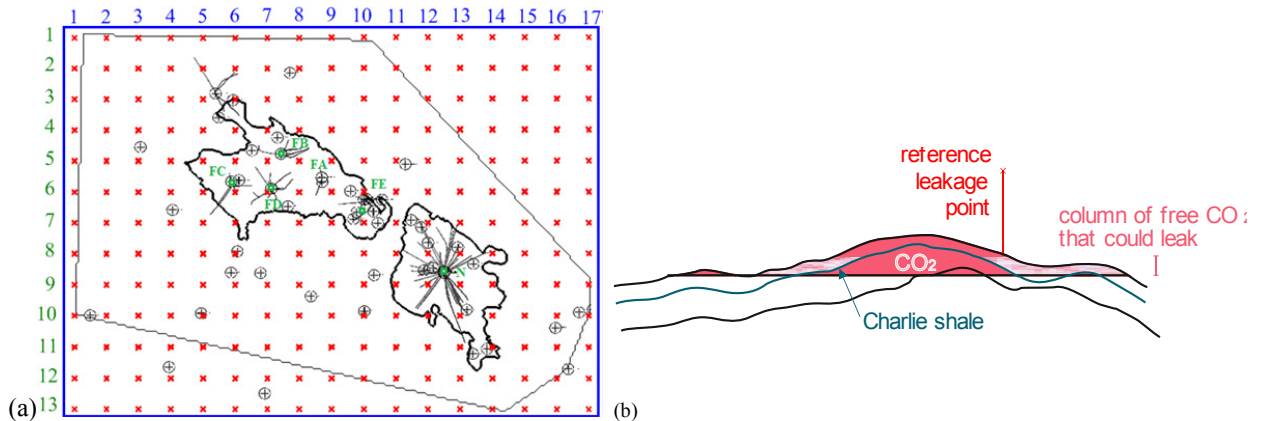 1 2 3 4 5 6 7 8 9 10 11 12 13 14 15 16 17
1
2
3
4
5
6
7
8
9
10
11
12
13
FB
FA
FC
FE
FD
N
(a)
reference
leakage
point
column of free CO 2
that could leak
CO2
Charlie shale
(b)